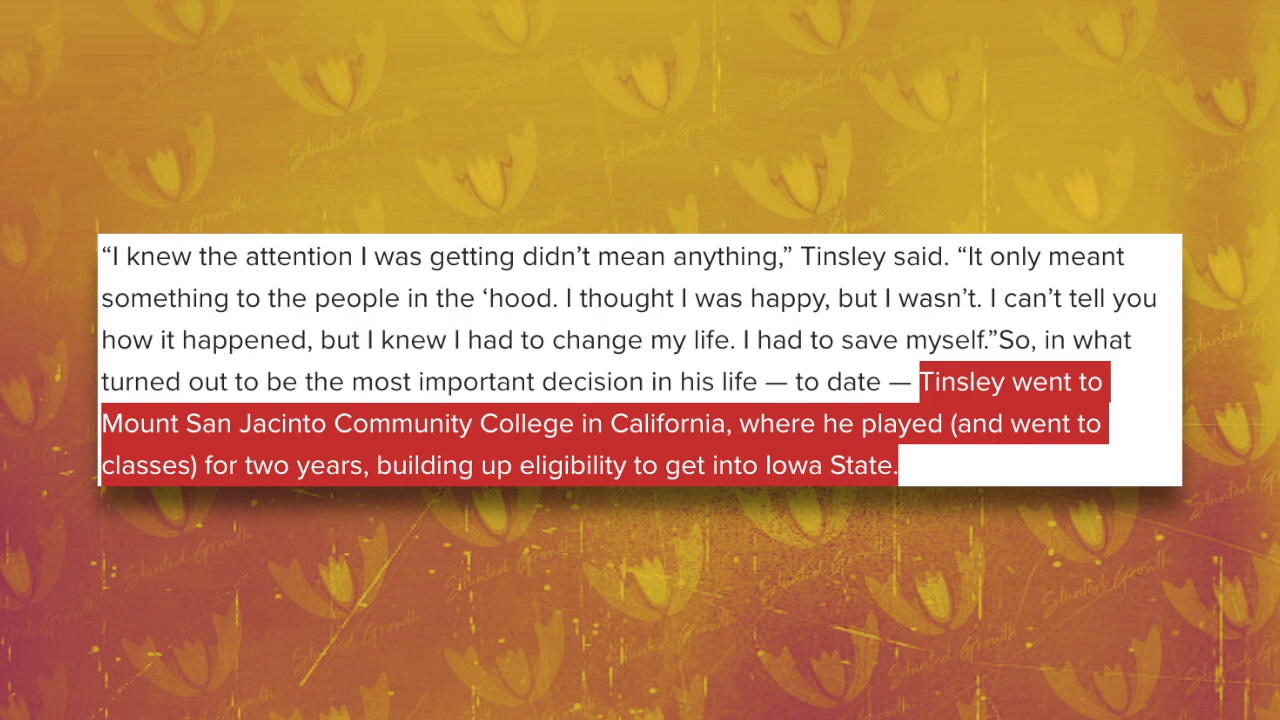 “I knew the attention I was getting didn’t mean anything,” Tinsley said. “It only meant
something to the people in the ‘hood. I thought I was happy, but I wasn’t. I can’t tell you
how it happened, but I knew I had to change my life. I had to save myself.”So, in what
turned out to be the most important decision in his life — to date — Tinsley went to
Mount San Jacinto Community College in California, where he played (and went to
classes) for two years, building up eligibility to get into Iowa State.
Stunted Growth